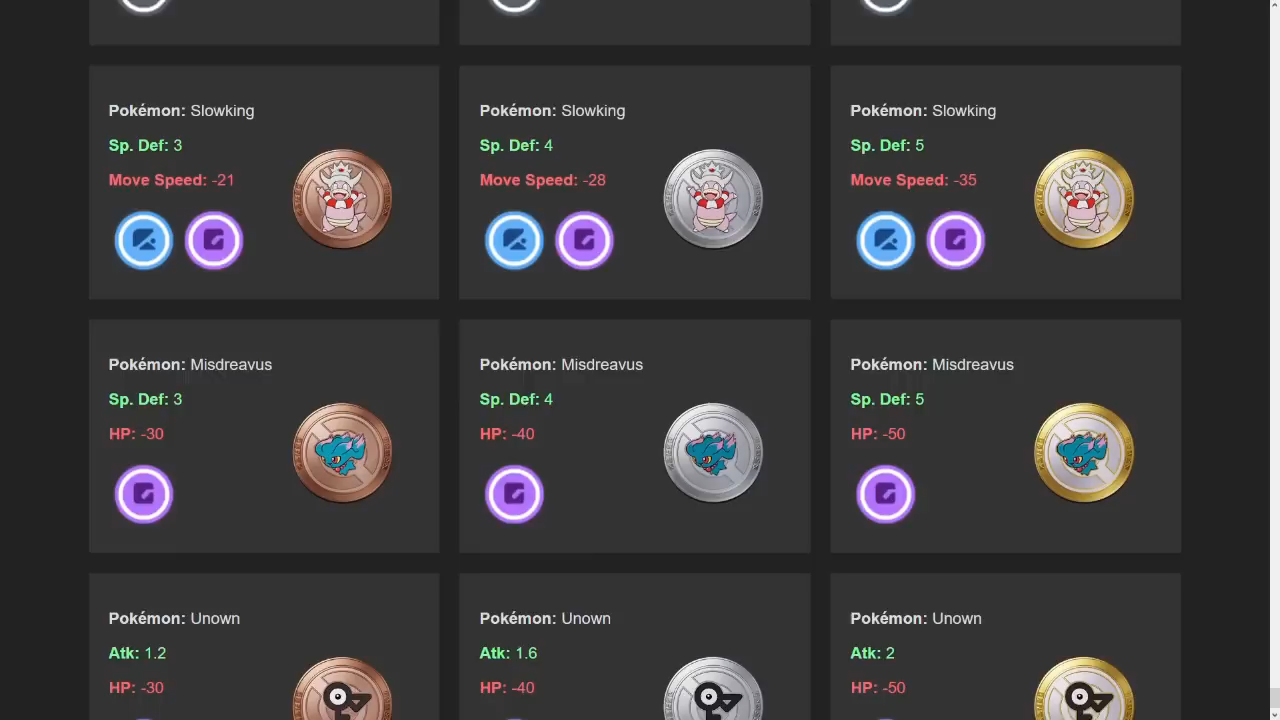 Pokémon: Slowking
Sp. Def: 3
Move Speed: -21
Pokémon: Slowking
Sp. Def: 4
Move Speed: -28
Pokémon: Slowking
Sp. Def: 5
Move Speed: -35
Pokémon: Misdreavus
Sp. Def: 3
HP: -30
Pokémon: Misdreavus
Sp. Def: 4
HP: -40
Pokémon: Misdreavus
Sp. Def: 5
HP: -50
Pokémon: Unown
Atk: 1.2
HP: -30
Pokémon: Unown
Atk: 1.6
HP: -40
Pokémon: Unown
Atk: 2
HP: -50